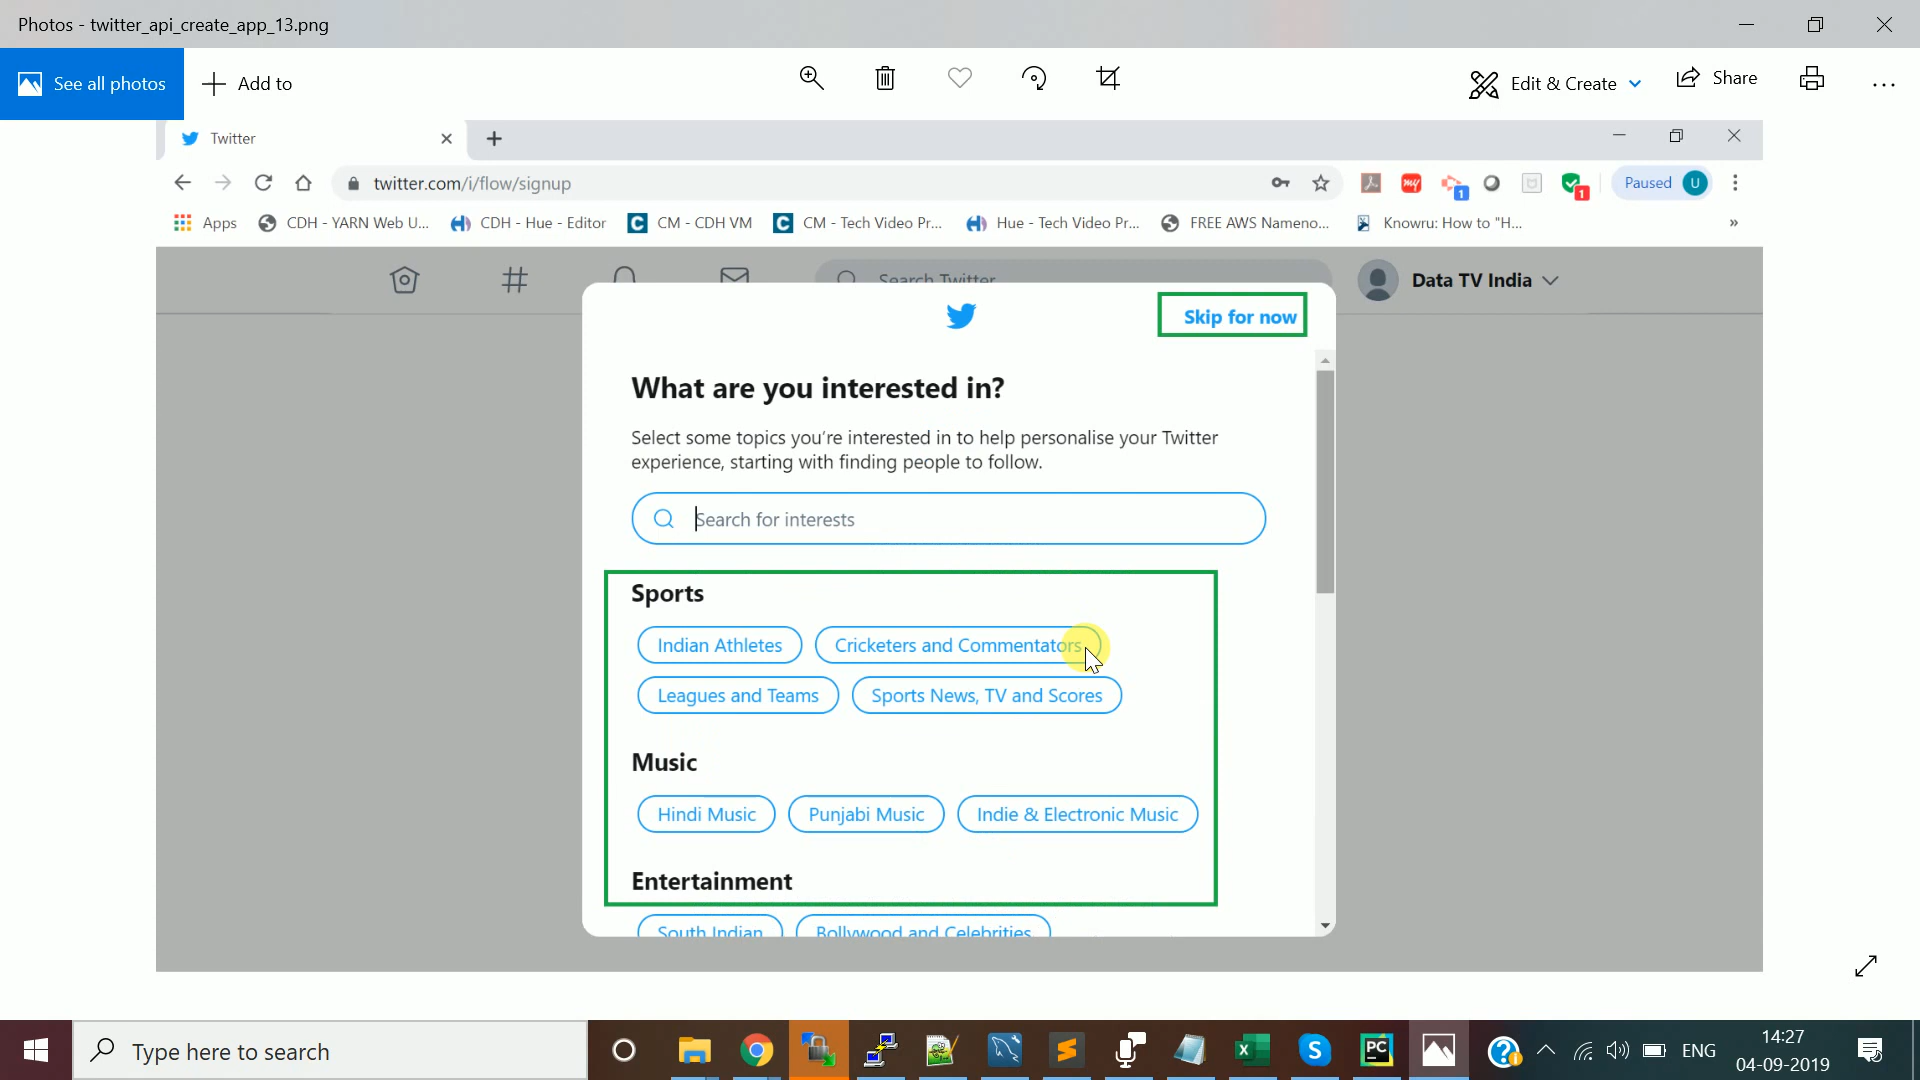 Photos - twitter_api_create_app_13.png
See all photos
Add to
Edit & Create
Share
Twitter
twitter.com/i/flow/signup
Paused
U
Apps
CDH - YARN Web U...
CDH - Hue - Editor
CM - CDH VM
CM - Tech Video Pr...
Hue - Tech Video Pr...
FREE AWS Nameno...
Knowru: How to "H...
Search Twitter
Data TV India
Skip for now
What are you interested in?
Select some topics you're interested in to help personalise your Twitter
experience, starting with finding people to follow.
Search for interests
Sports
Indian Athletes
Cricketers and Commentators
Leagues and Teams
Sports News, TV and Scores
Music
Hindi Music
Punjabi Music
Indie & Electronic Music
Entertainment
South Indian
Bollywood and Celebrities
Type here to search
ENG
14:27
04-09-2019